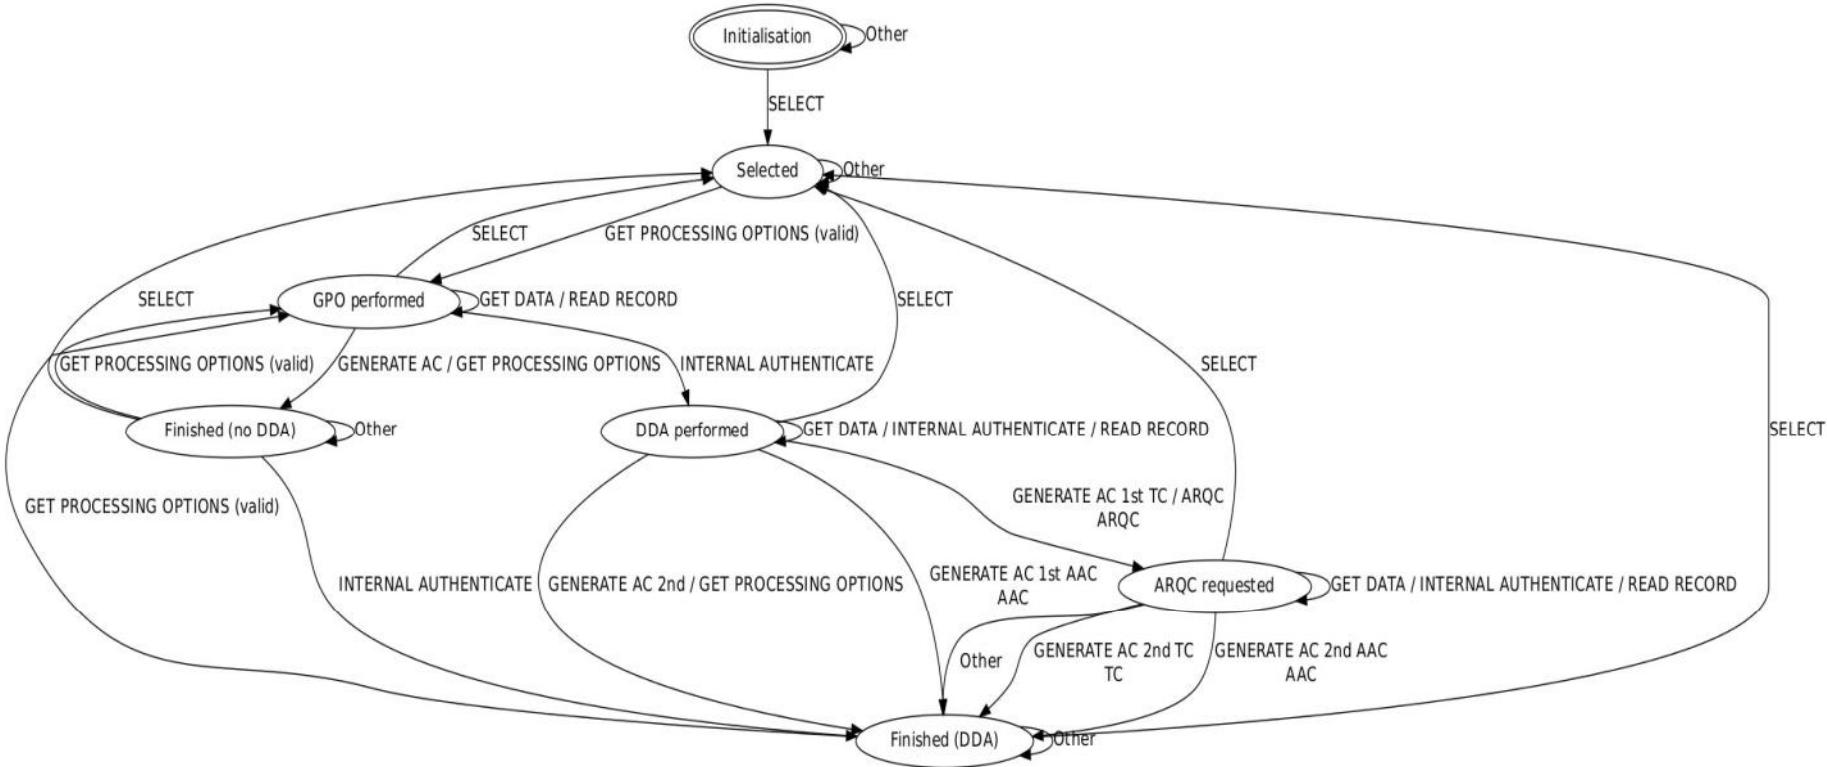 Initialisation
Other
SELECT
Selected
Other
SELECT
GET PROCESSING OPTIONS (valid)
SELECT
GPO performed
GET DATA / READ RECORD
SELECT
GET PROCESSING OPTIONS (valid)
GENERATE AC / GET PROCESSING OPTIONS
INTERNAL AUTHENTICATE
SELECT
Finished (no DDA)
Other
DDA performed
GET DATA / INTERNAL AUTHENTICATE / READ RECORD
SELECT
GET PROCESSING OPTIONS (valid)
GENERATE AC 1st TC / ARQC
ARQC
INTERNAL AUTHENTICATE
GENERATE AC 2nd / GET PROCESSING OPTIONS
GENERATE AC 1st AAC
AAC
ARQC requested
GET DATA / INTERNAL AUTHENTICATE / READ RECORD
Other
GENERATE AC 2nd TC
TC
GENERATE AC 2nd AAC
AAC
Finished (DDA)
Other